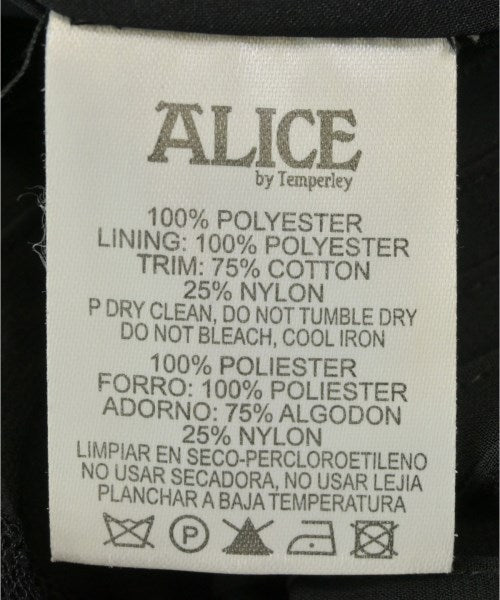 ALICE
by Temperley
100% POLYESTER
LINING: 100% POLYESTER
TRIM: 75% COTTON
25% NYLON
P DRY CLEAN, DO NOT TUMBLE DRY
DO NOT BLEACH, COOL IRON
100% POLIESTER
FORRO: 100% POLIESTER
ADORNO: 75% ALGODON
25% NYLON
LIMPIAR EN SECO-PERCLOROETILENO
NO USAR SECADORA, NO USAR LEJIA
PLANCHAR A BAJA TEMPERATURA
P